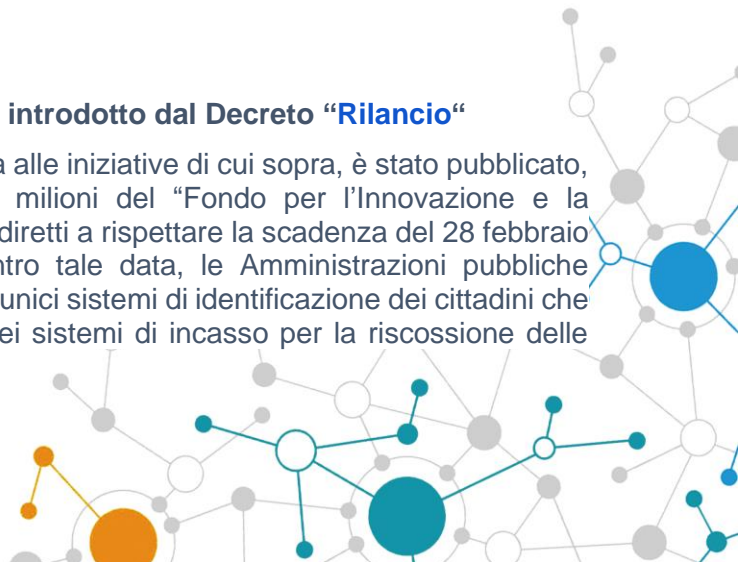 introdotto dal Decreto “Rilancio“
a alle iniziative di cui sopra, è stato pubblicato,
milioni del “Fondo per l’Innovazione e la
diretti a rispettare la scadenza del 28 febbraio
ntro tale data, le Amministrazioni pubbliche
unici sistemi di identificazione dei cittadini che
ei sistemi di incasso per la riscossione delle